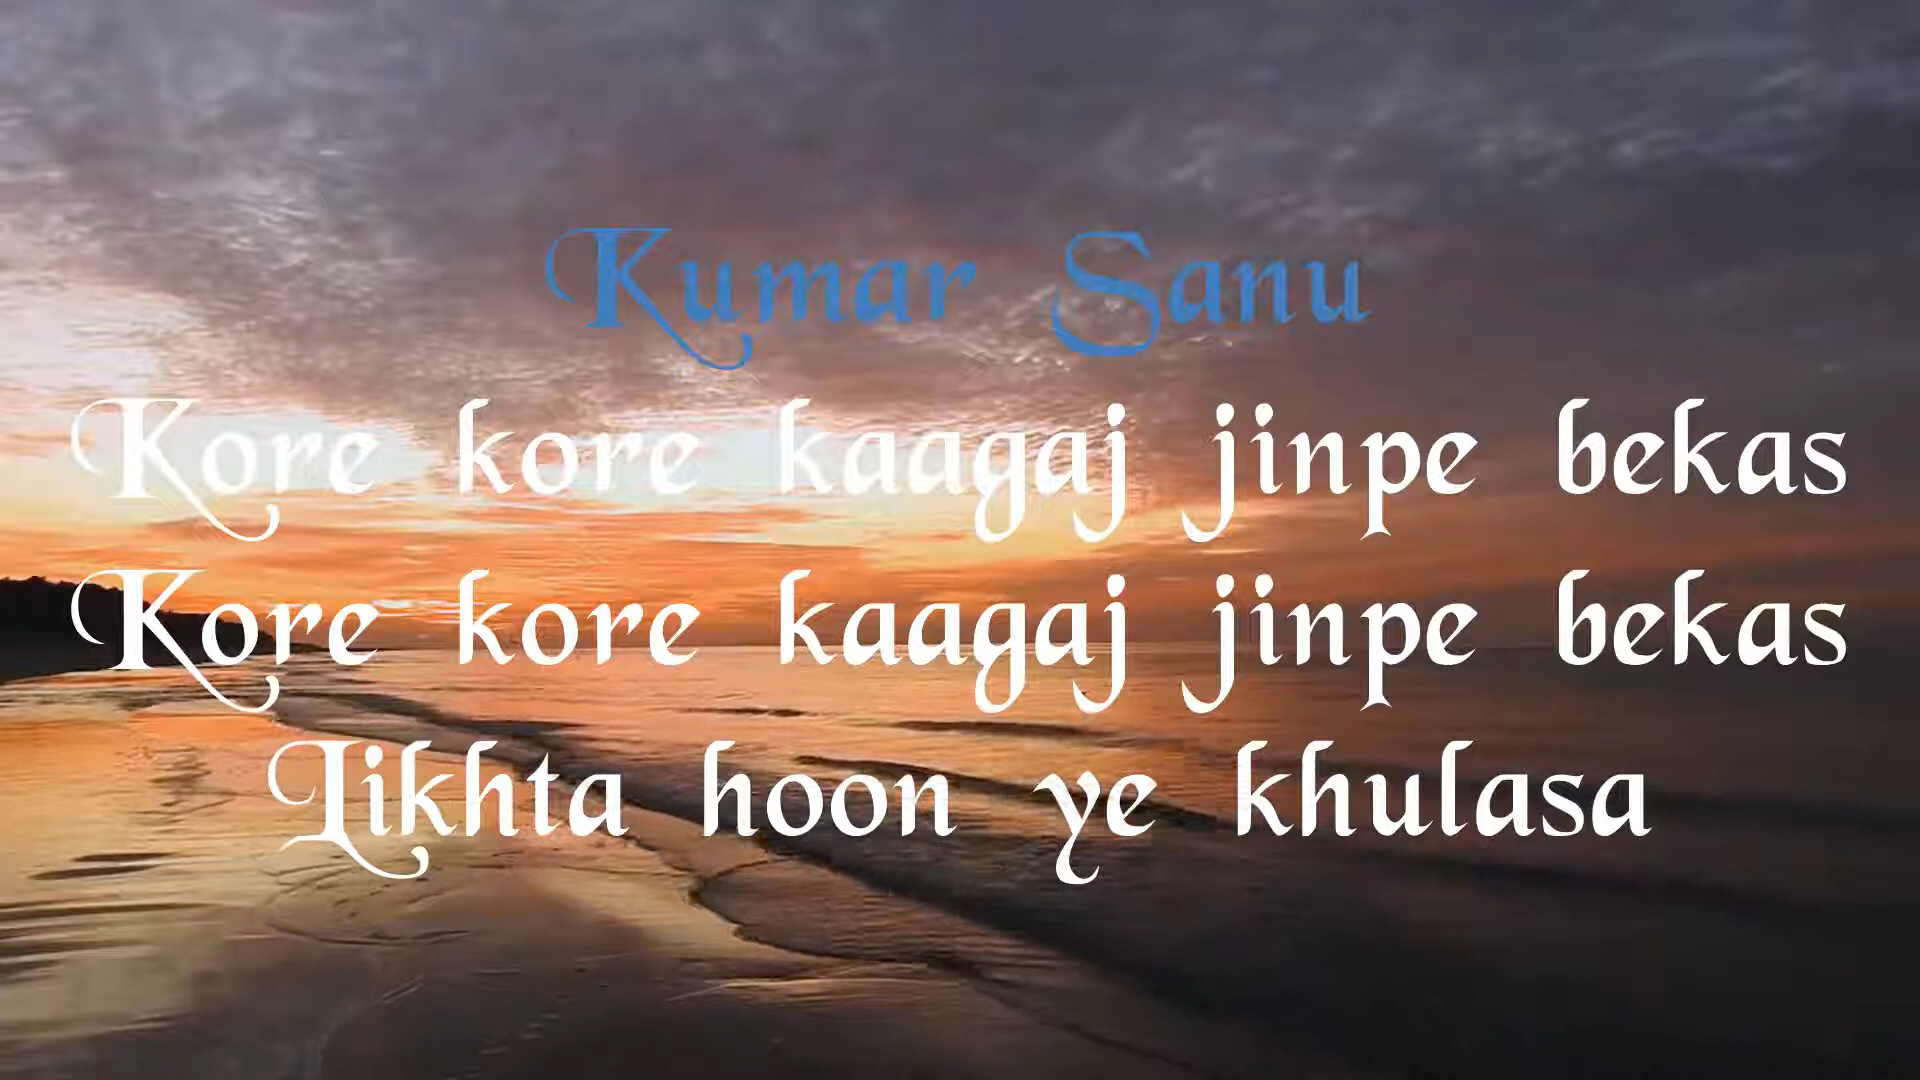 Kumar Sanu
Kore kore kaagaj jinpe bekas
Kore kore kaagaj jinpe bekas
Likhta hoon ye khulasa